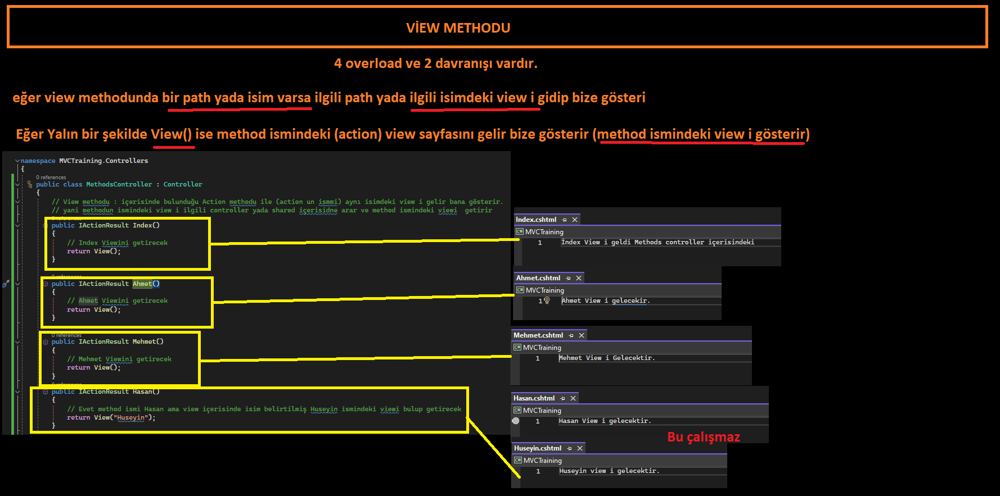 VİEW METHODU
4 overload ve 2 davranışı vardır.
eğer view methodunda bir path yada isim varsa ilgili path yada ilgili isimdeki view i gidip bize gösteri
Eğer Yalın bir şekilde View() ise method ismindeki (action) view sayfasını gelir bize gösterir (method ismindeki view i gösterir)
namespace MVCTraining.Controllers
{
0 references
public class MethodsController : Controller
{
// View methodu : içerisinde bulunduğu Action methodu ile (action un ismmi) aynı isimdeki view i gelir bana gösterir.
// yani methodun ismindeki view i ilgili controller yada shared içerisidne arar ve method ismindeki viewi getirir
public IActionResult Index()
{
// Index Viewini getirecek
return View();
}
0 references
public IActionResult Ahmet()
{
// Ahmet Viewini getirecek
return View();
}
0 references
public IActionResult Mehmet()
{
// Mehmet Viewini getirecek
return View();
}
0 references
public IActionResult Hasan()
{
// Evet method ismi Hasan ama view içerisinde isim belirtilmiş Huseyin ismindeki viewi bulup getirecek
return View("Huseyin");
}
Index.cshtml
C# MVCTraining
1 İndex View i geldi Methods controller içerisindeki
Ahmet.cshtml
C# MVCTraining
1 Ahmet View i gelecekir.
Mehmet.cshtml
C# MVCTraining
1 Mehmet View i Gelecektir.
Hasan.cshtml
C# MVCTraining
1 Hasan View i gelecektir.
Bu çalışmaz
Huseyin.cshtml
C# MVCTraining
1 Huseyin view i gelecektir.